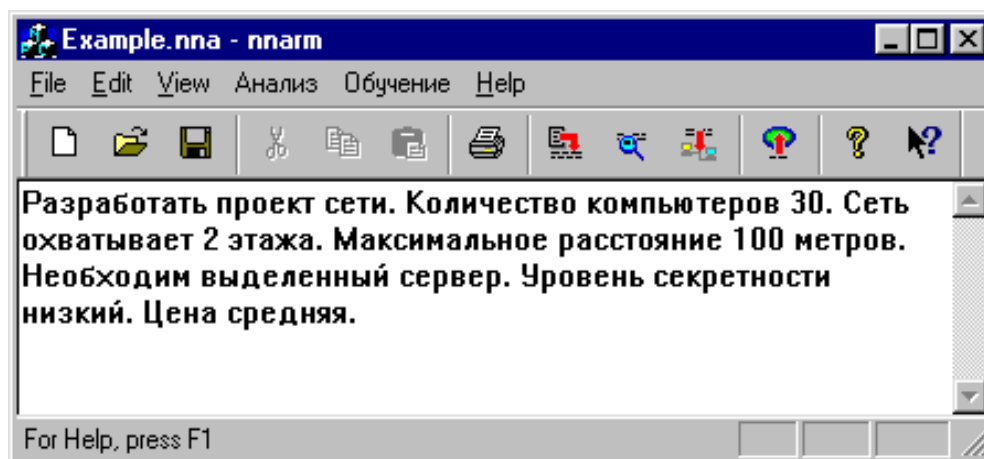 Example.nna - nnarm
File Edit View Анализ Обучение Help
Разработать проект сети. Количество компьютеров 30. Сеть
охватывает 2 этажа. Максимальное расстояние 100 метров.
Необходим выделенный сервер. Уровень секретности
низкий. Цена средняя.
For Help, press F1